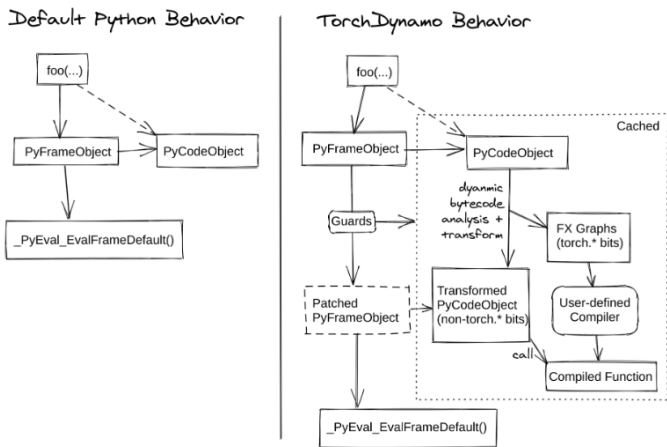 Default Python Behavior
foo(...)
PyFrameObject
PyCodeObject
_PyEval_EvalFrameDefault()
TorchDynamo Behavior
foo(...)
Cached
PyFrameObject
PyCodeObject
dyanmic
bytecode
analysis +
transform
Guards
FX Graphs
(torch.* bits)
Patched
PyFrameObject
Transformed
PyCodeObject
(non-torch.* bits)
User-defined
Compiler
call
Compiled Function
_PyEval_EvalFrameDefault()